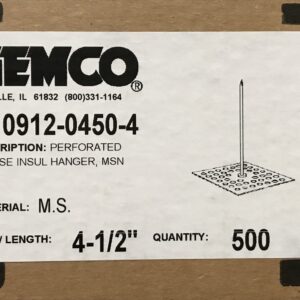 GEMCO®
LLE, IL 61832 (800)331-1164
0912-0450-4
RIPTION: PERFORATED
SE INSUL HANGER, MSN
ERIAL: M.S.
/ LENGTH: 4-1/2" QUANTITY: 500